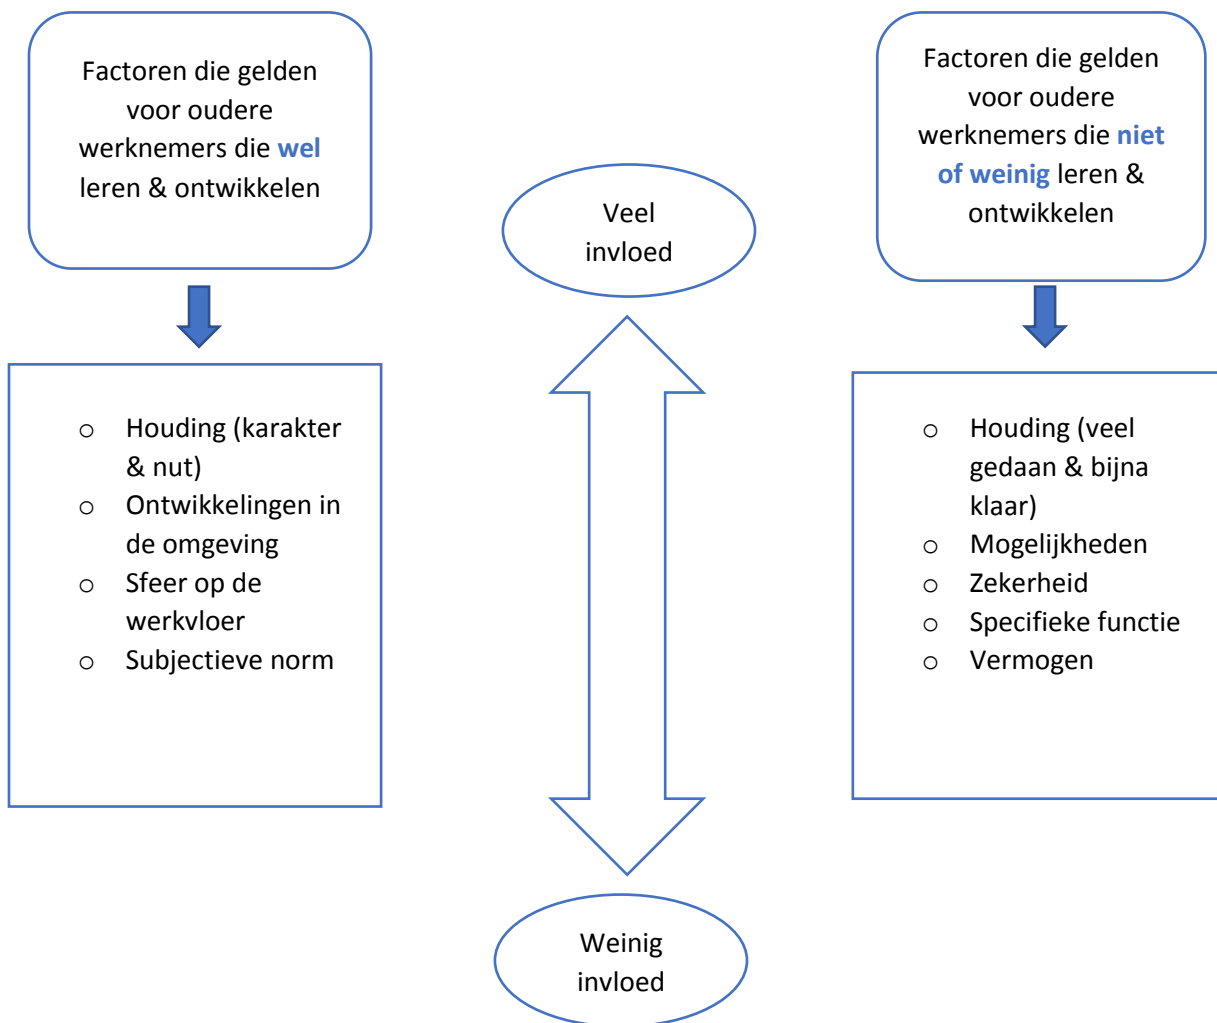 Factoren die gelden
voor oudere
werknemers die wel
leren & ontwikkelen
o Houding (karakter
& nut)
o Ontwikkelingen in
de omgeving
o Sfeer op de
werkvloer
o Subjectieve norm
Veel
invloed
Weinig
invloed
Factoren die gelden
voor oudere
werknemers die niet
of weinig leren &
ontwikkelen
o Houding (veel
gedaan & bijna
klaar)
o Mogelijkheden
o Zekerheid
o Specifieke functie
o Vermogen